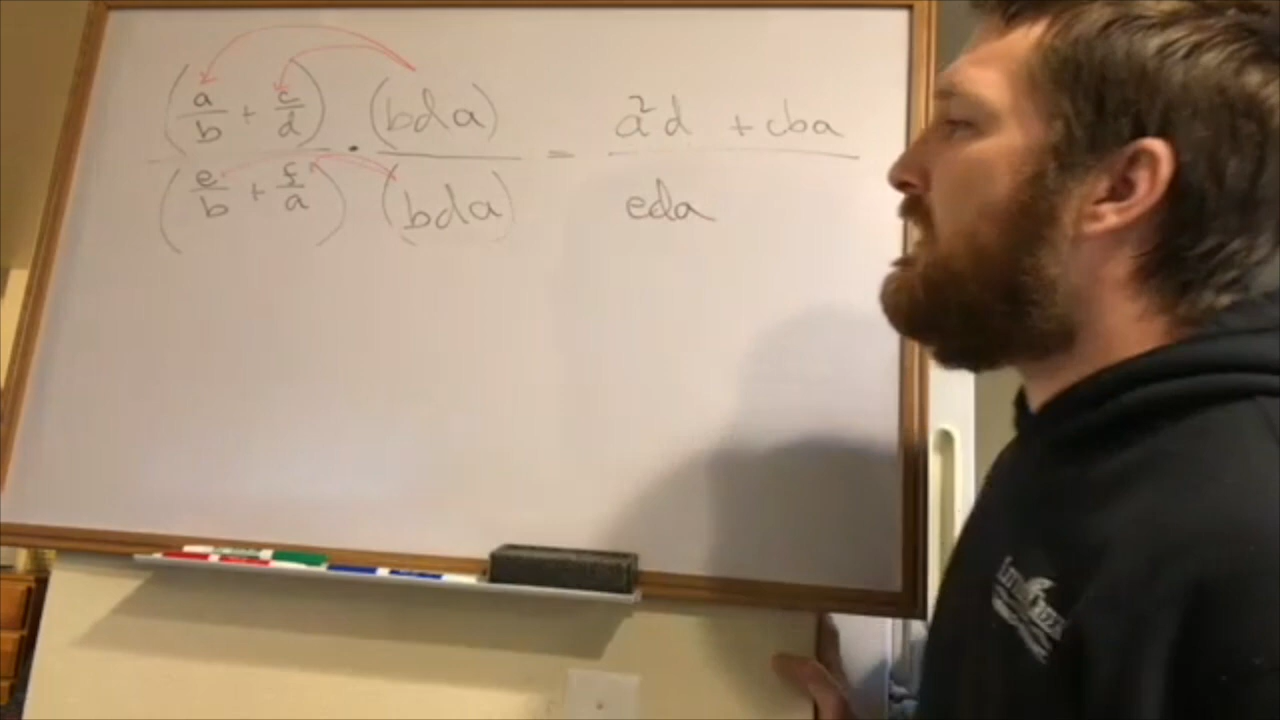 (a/b + c/d) · (bda) = a²d + cba
(e/b + f/a) (bda) eda